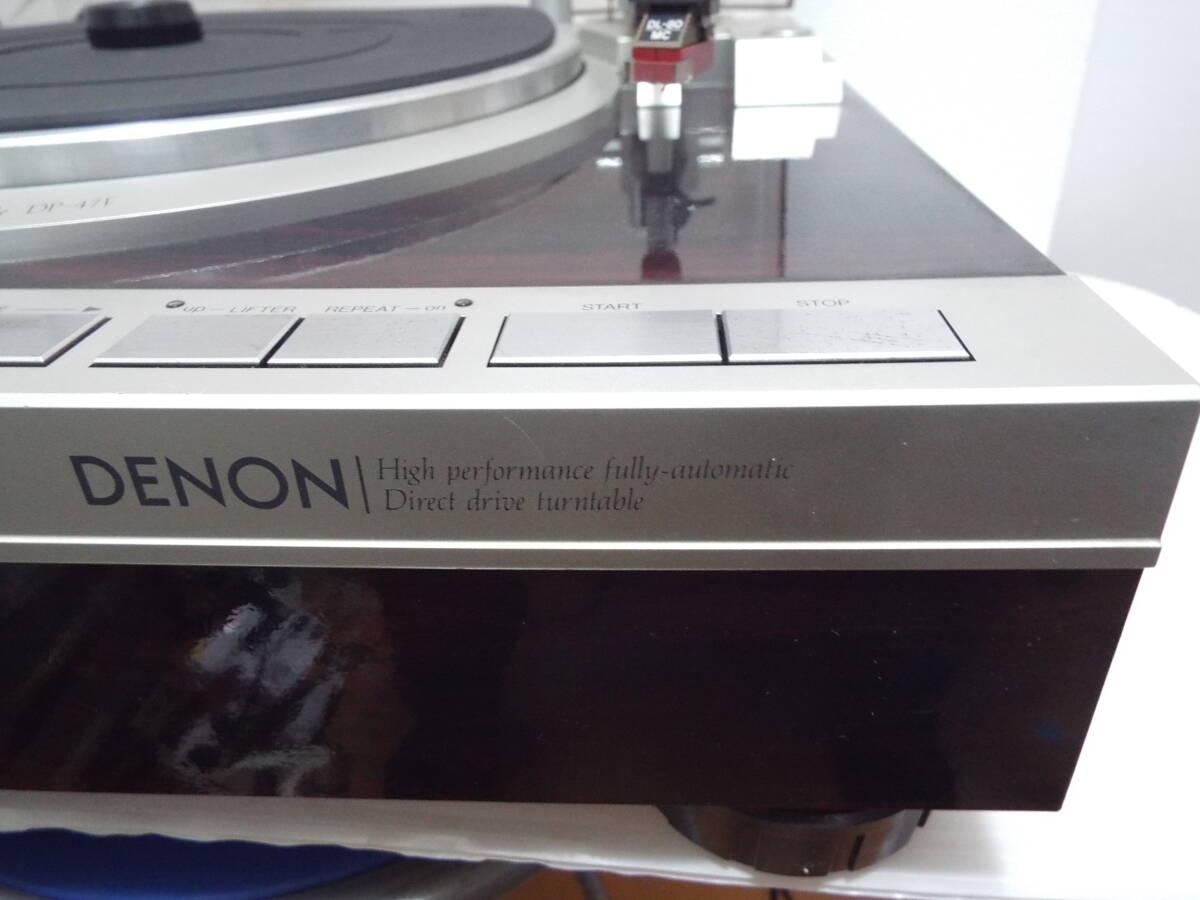 DL-80
MC
DP-47F
up — LIFTER
REPEAT — on
START
STOP
DENON
High performance fully-automatic
Direct drive turntable